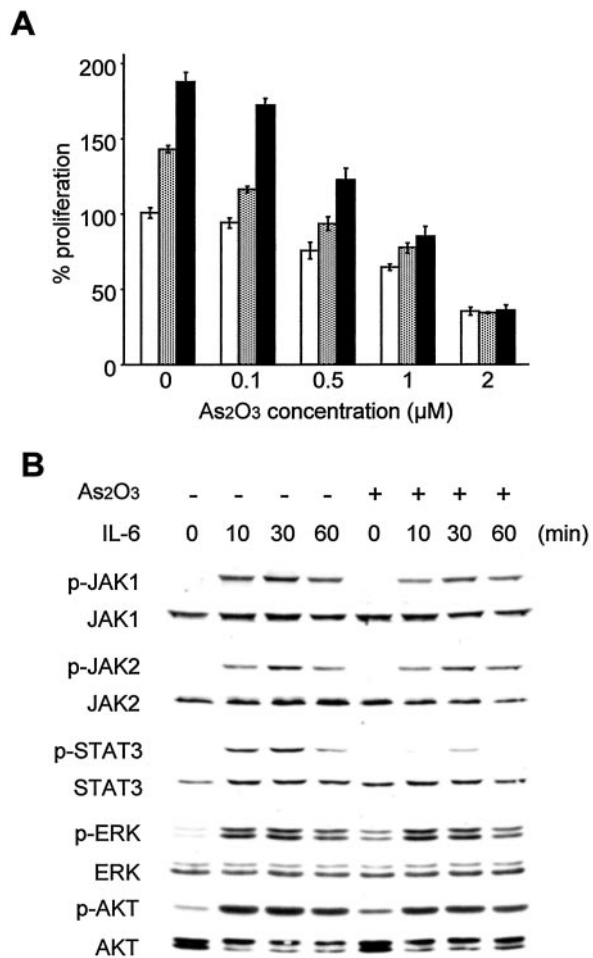 A
200
150
100
50
0
% proliferation
0 0.1 0.5 1 2
As2O3 concentration (µM)
B
As2O3 - - - - + + + +
IL-6 0 10 30 60 0 10 30 60 (min)
p-JAK1
JAK1
p-JAK2
JAK2
p-STAT3
STAT3
p-ERK
ERK
p-AKT
AKT